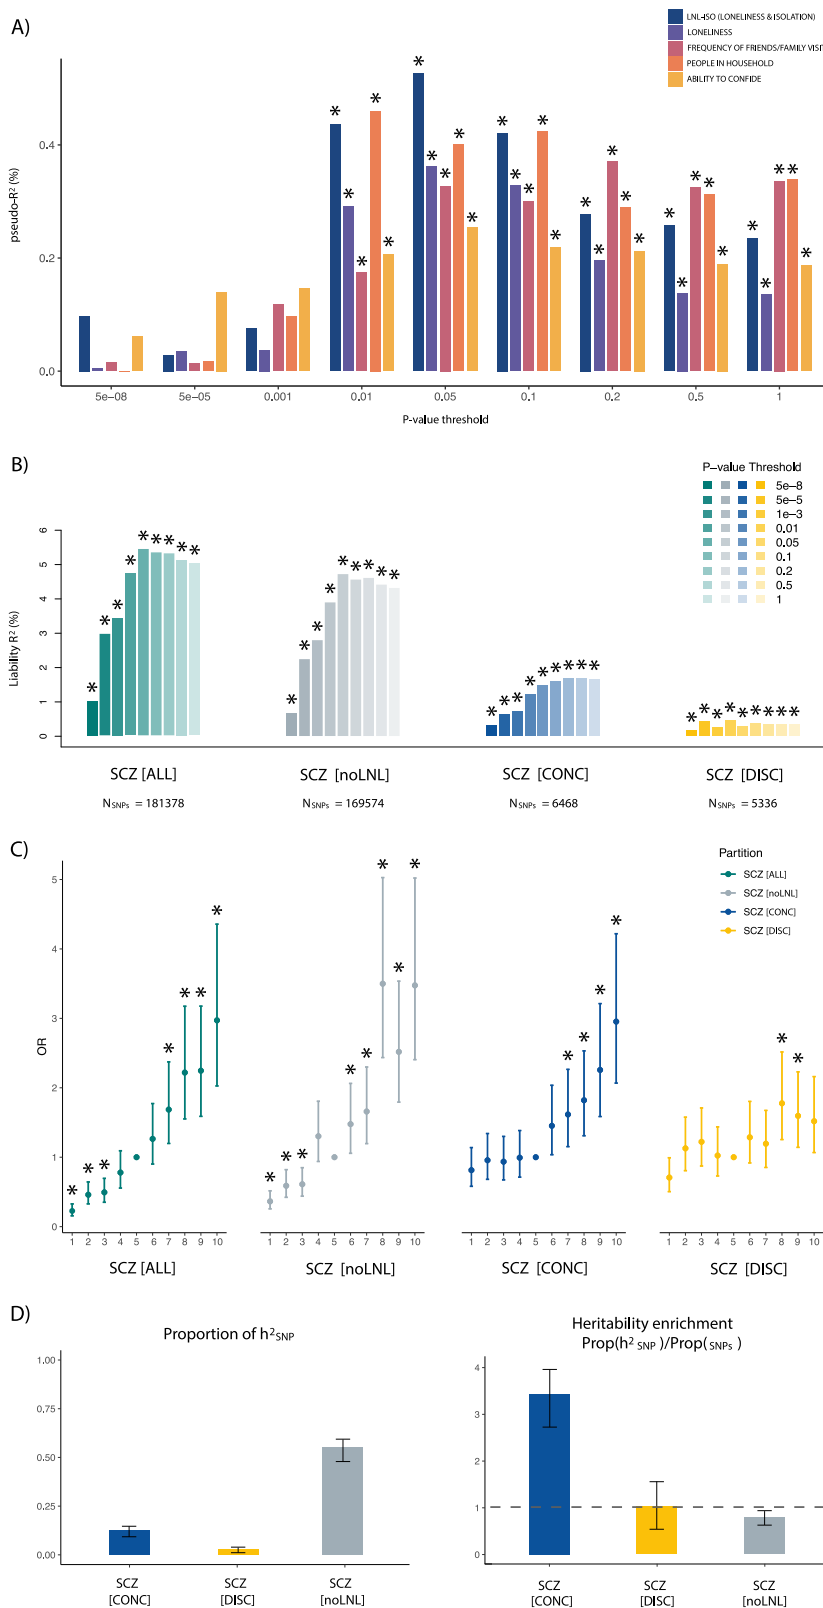 A)
LNL-ISO (LONELINESS & ISOLATION)
LONELINESS
FREQUENCY OF FRIENDS/FAMILY VISIT
PEOPLE IN HOUSEHOLD
ABILITY TO CONFIDE
pseudo-R² (%)
0.4
0.2
0.0
* * * * * * * * * * * * * * * * * * * * * * * * * * * * * *
5e−08 5e−05 0.001 0.01 0.05 0.1 0.2 0.5 1
P-value threshold
B)
P−value Threshold
5e−8
5e−5
1e−3
0.01
0.05
0.1
0.2
0.5
1
Liability R² (%)
6
5
4
3
2
1
0
* * * * * * * * * * * * * * * * * * * * * * * * * * * * * * * * * * * *
SCZ [ALL] SCZ [noLNL] SCZ [CONC] SCZ [DISC]
NSNPs = 181378 NSNPs = 169574 NSNPs = 6468 NSNPs = 5336
C)
Partition
SCZ [ALL]
SCZ [noLNL]
SCZ [CONC]
SCZ [DISC]
OR
5
4
3
2
1
0
* * * * * * * * * * * * * * * * * * * * *
1 2 3 4 5 6 7 8 9 10 1 2 3 4 5 6 7 8 9 10 1 2 3 4 5 6 7 8 9 10 1 2 3 4 5 6 7 8 9 10
SCZ [ALL] SCZ [noLNL] SCZ [CONC] SCZ [DISC]
D)
Proportion of h²SNP
1.00
0.75
0.50
0.25
0.00
SCZ [CONC] SCZ [DISC] SCZ [noLNL]
Heritability enrichment
Prop(h² SNP )/Prop(SNPs )
4
3
2
1
0
SCZ [CONC] SCZ [DISC] SCZ [noLNL]